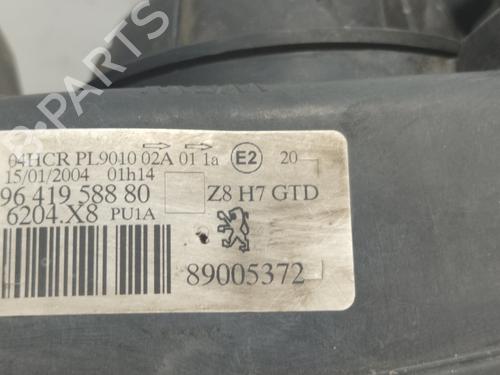 04HCR PL9010 02A 01 1a E2 20
15/01/2004 01h14
96 419 588 80 Z8 H7 GTD
6204.X8 PU1A
89005372